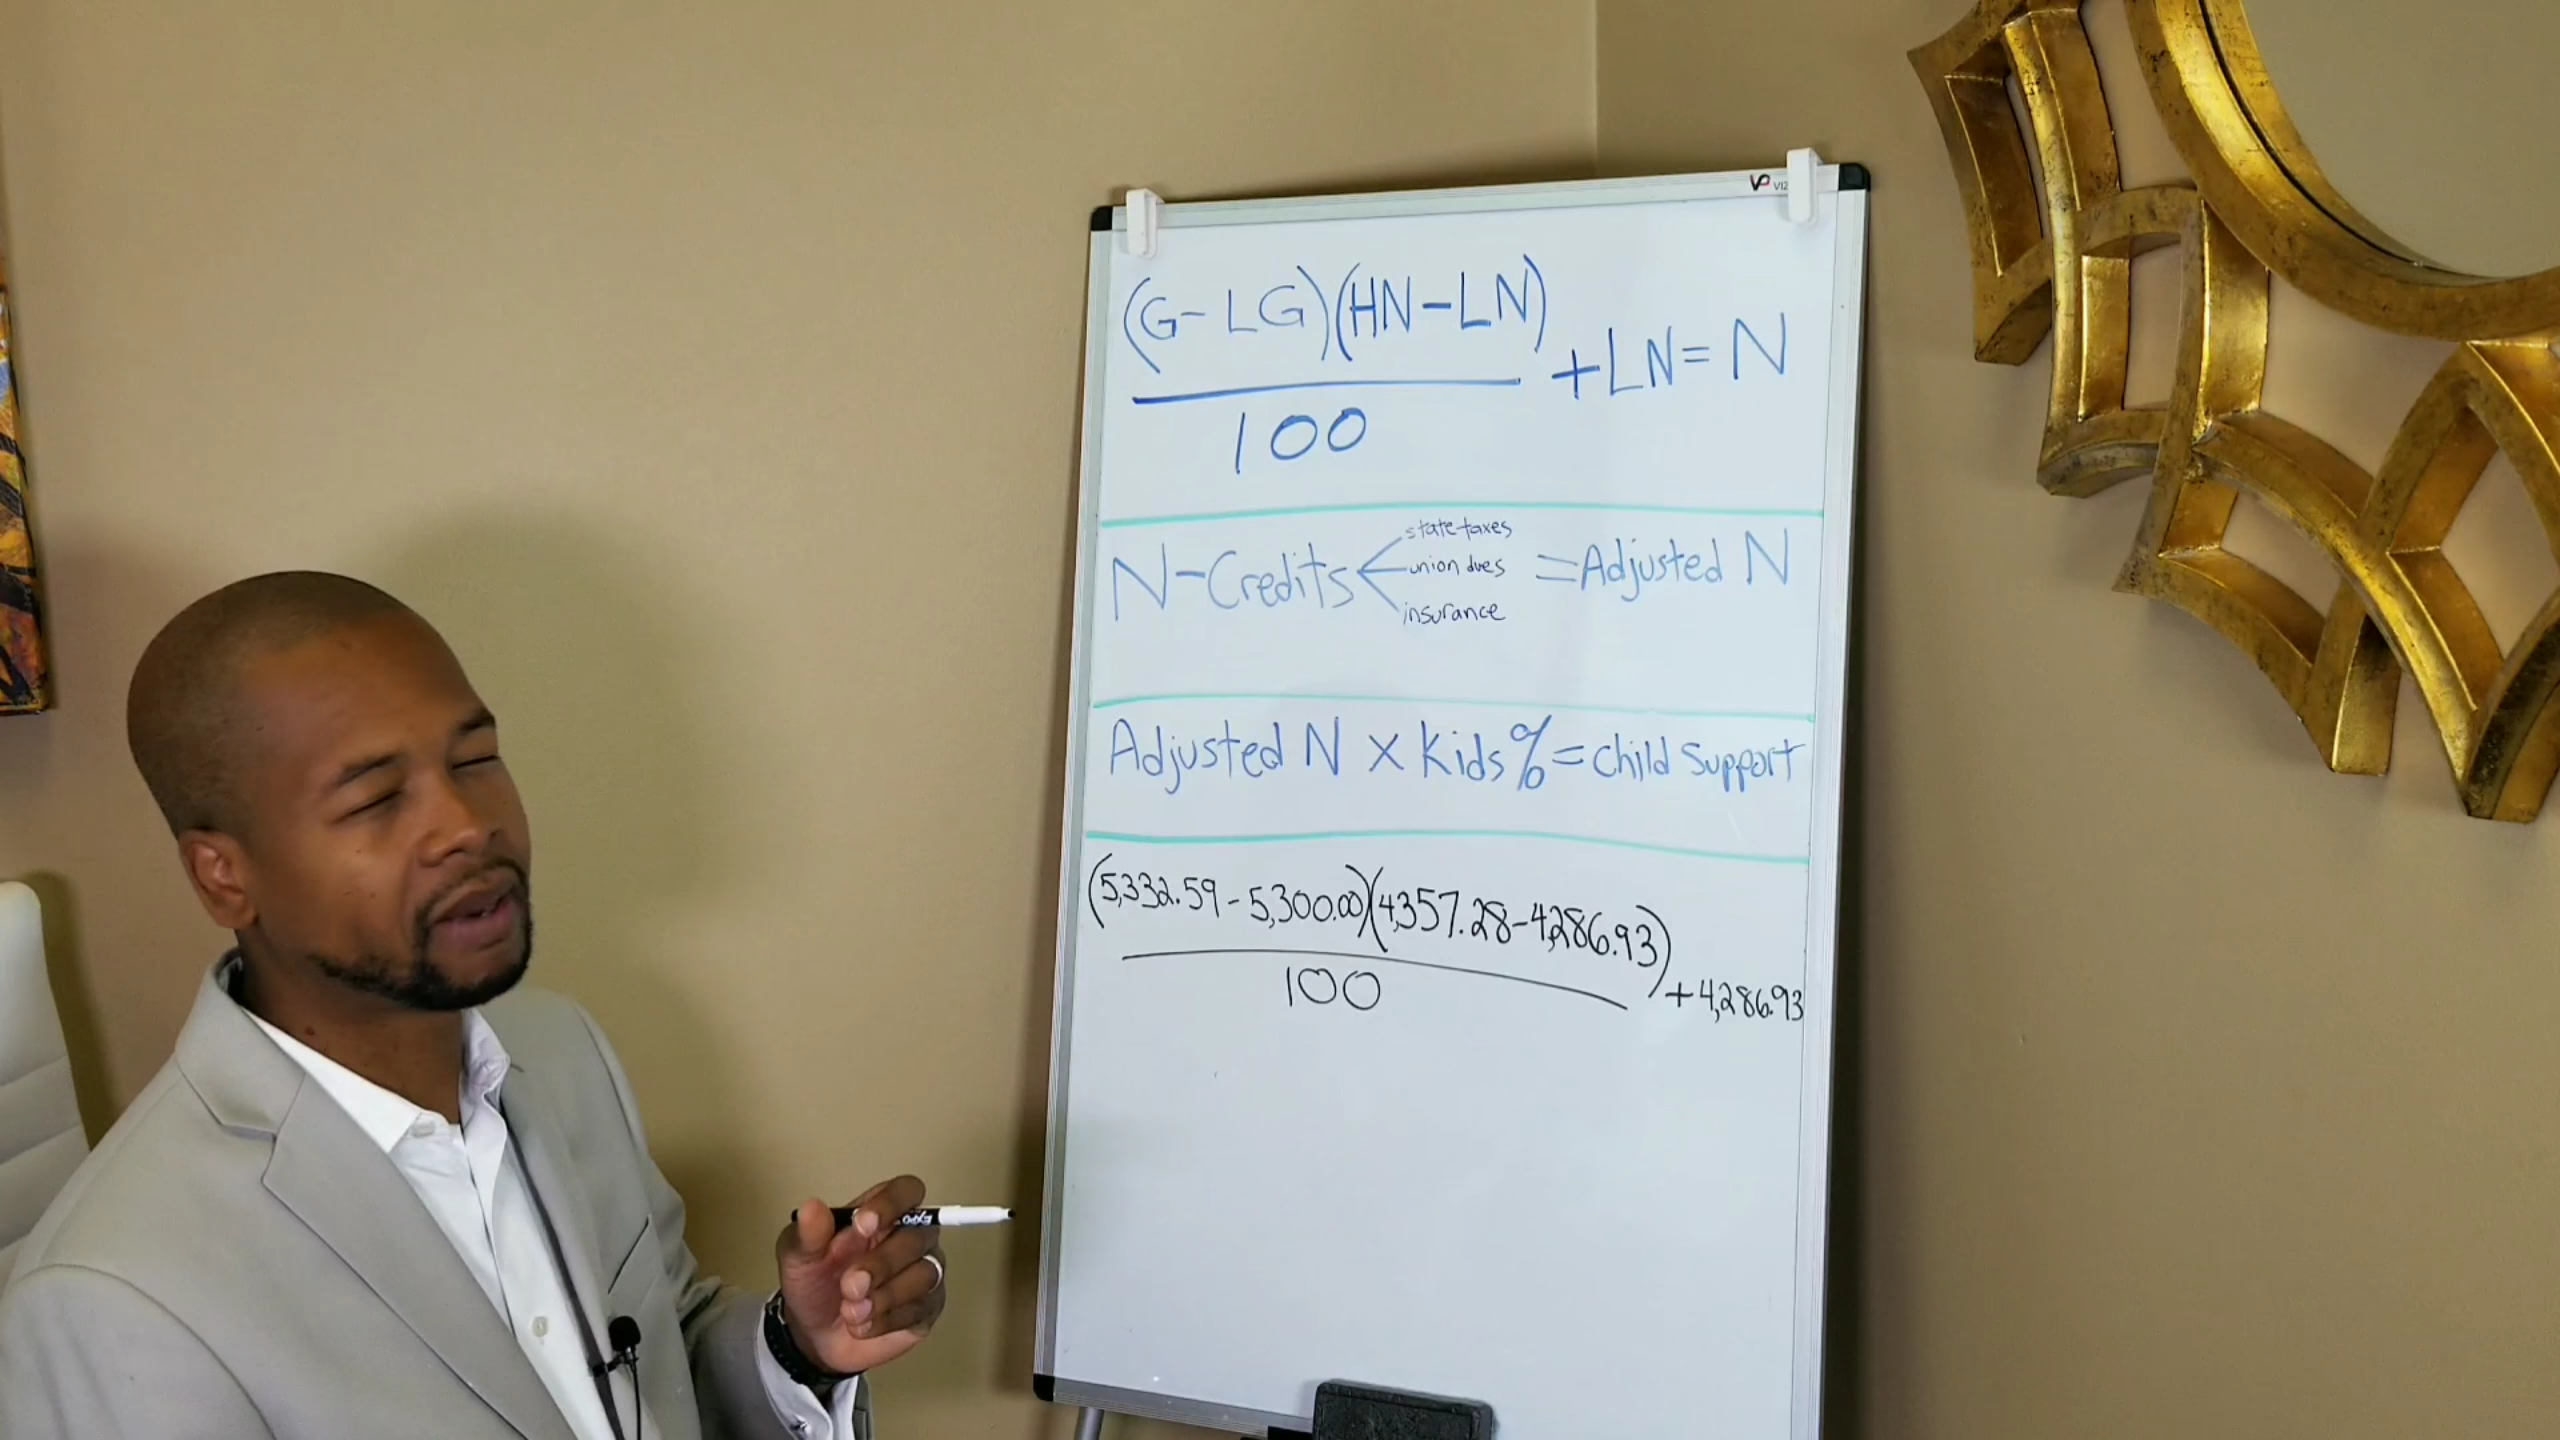 VIZ
(G-LG)(HN-LN)
+LN=N
100
state taxes
N-Credits union dues =Adjusted N
insurance
Adjusted N x Kids%=Child Support
(5,332.59-5,300.00)(4,357.28-4,286.93)
100
+4,286.93
EXPO